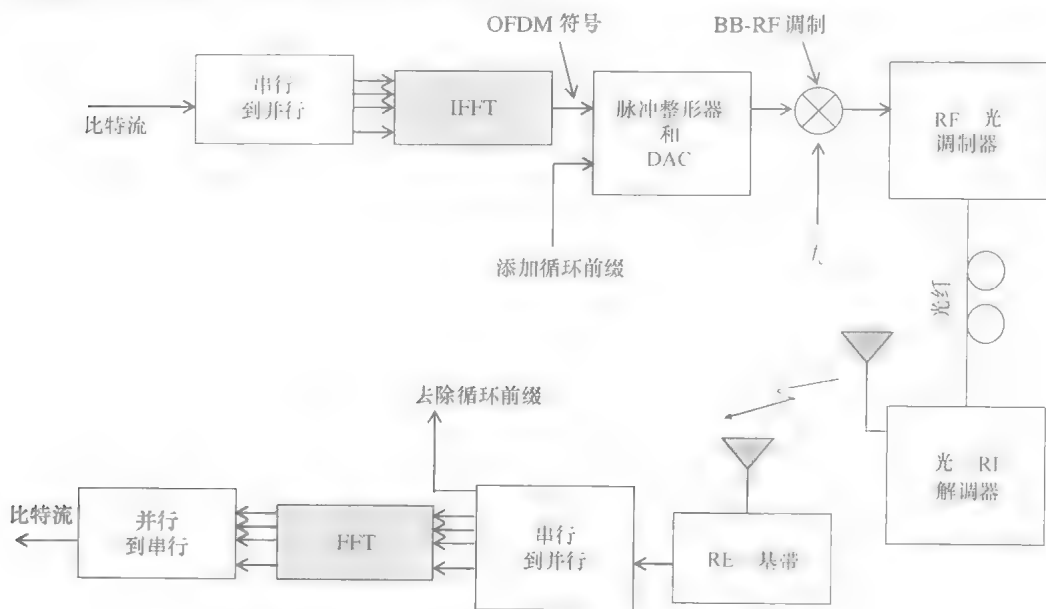 OFDM 符号
BB-RF 调制
串行
到并行
IFFT
脉冲整形器
和
DAC
RF 光
调制器
比特流
添加循环前缀
光纤
去除循环前缀
光
解调器
比特流
并行
到串行
FFT
串行
到并行
基带